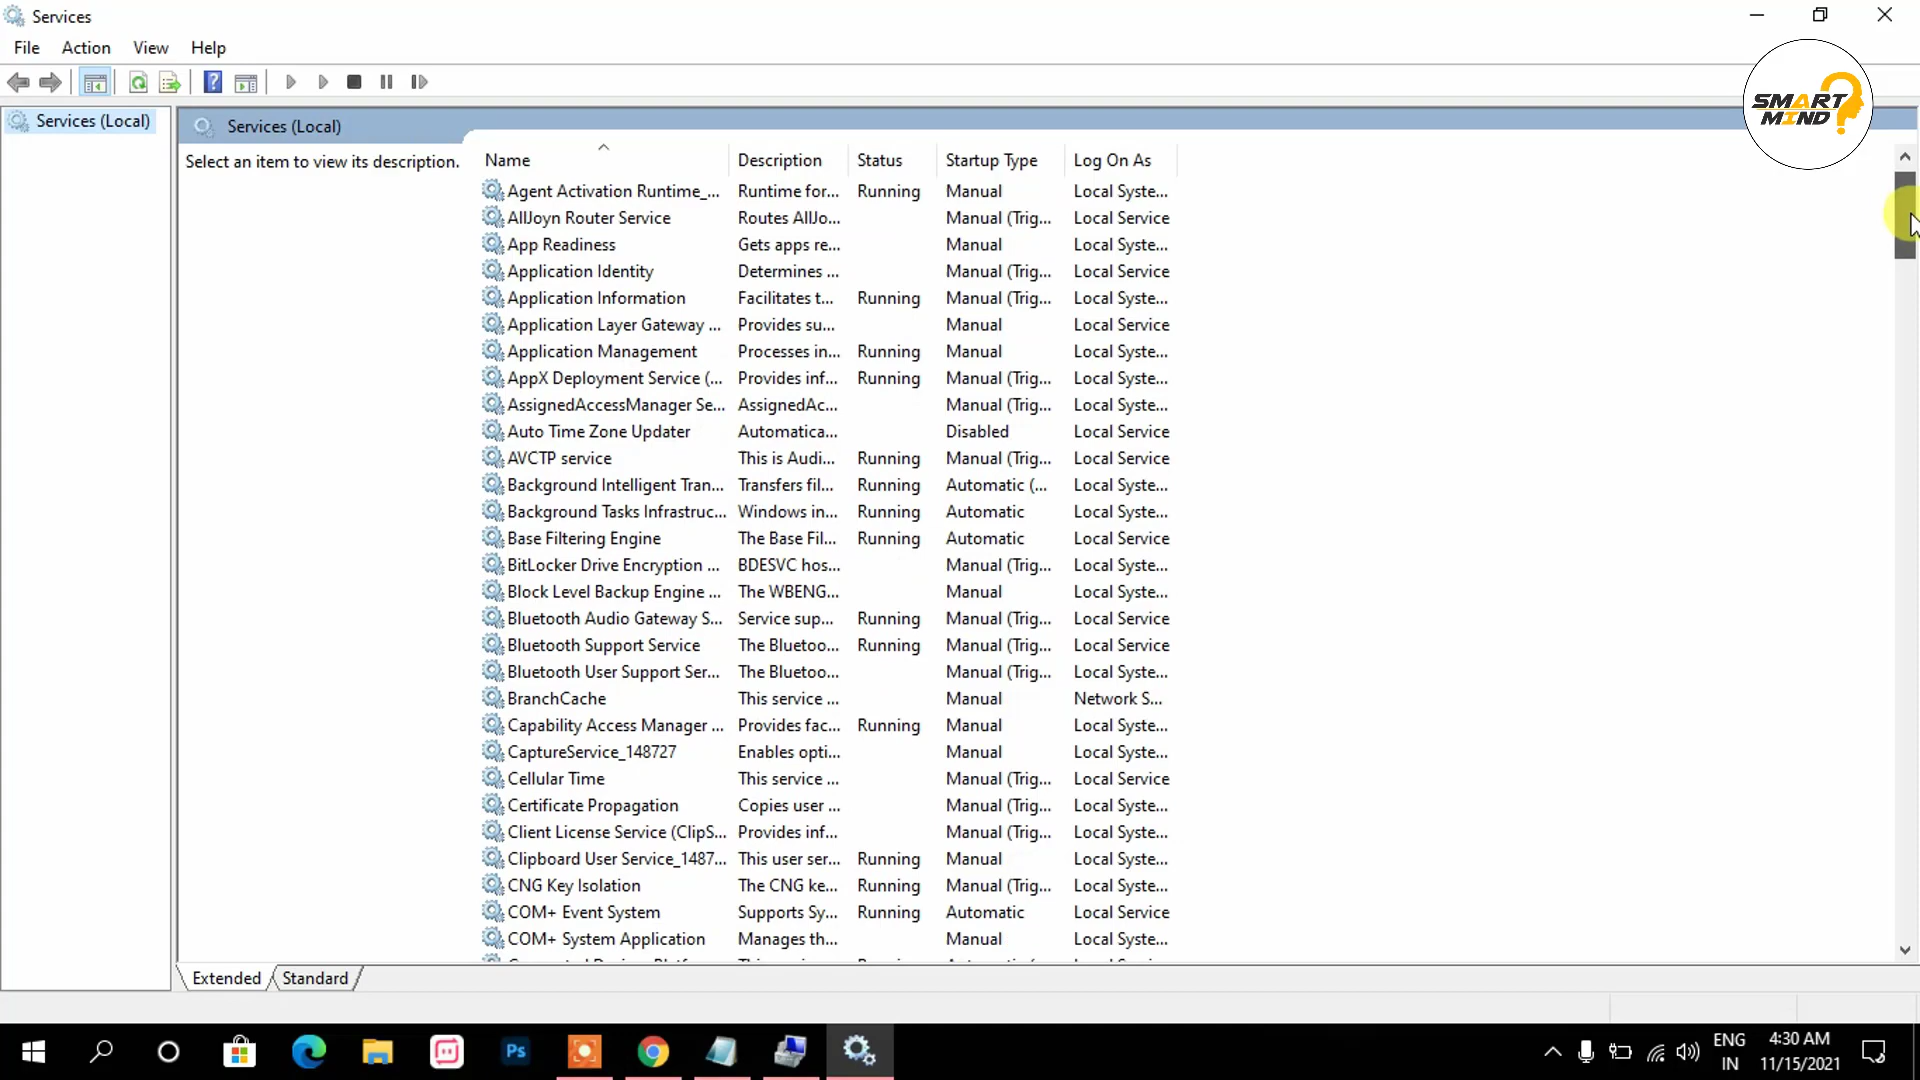 Services
File Action View Help
Services (Local)
Services (Local)
Select an item to view its description.
Name Description Status Startup Type Log On As
Agent Activation Runtime_... Runtime for... Running Manual Local Syste...
AllJoyn Router Service Routes AllJo... Manual (Trig... Local Service
App Readiness Gets apps re... Manual Local Syste...
Application Identity Determines ... Manual (Trig... Local Service
Application Information Facilitates t... Running Manual (Trig... Local Syste...
Application Layer Gateway ... Provides su... Manual Local Service
Application Management Processes in... Running Manual Local Syste...
AppX Deployment Service (... Provides inf... Running Manual (Trig... Local Syste...
AssignedAccessManager Se... AssignedAc... Manual (Trig... Local Syste...
Auto Time Zone Updater Automatica... Disabled Local Service
AVCTP service This is Audi... Running Manual (Trig... Local Service
Background Intelligent Tran... Transfers fil... Running Automatic (... Local Syste...
Background Tasks Infrastruc... Windows in... Running Automatic Local Syste...
Base Filtering Engine The Base Fil... Running Automatic Local Service
BitLocker Drive Encryption ... BDESVC hos... Manual (Trig... Local Syste...
Block Level Backup Engine ... The WBENG... Manual Local Syste...
Bluetooth Audio Gateway S... Service sup... Running Manual (Trig... Local Service
Bluetooth Support Service The Bluetoo... Running Manual (Trig... Local Service
Bluetooth User Support Ser... The Bluetoo... Manual (Trig... Local Syste...
BranchCache This service ... Manual Network S...
Capability Access Manager ... Provides fac... Running Manual Local Syste...
CaptureService_148727 Enables opti... Manual Local Syste...
Cellular Time This service ... Manual (Trig... Local Service
Certificate Propagation Copies user ... Manual (Trig... Local Syste...
Client License Service (ClipS... Provides inf... Manual (Trig... Local Syste...
Clipboard User Service_1487... This user ser... Running Manual Local Syste...
CNG Key Isolation The CNG ke... Running Manual (Trig... Local Syste...
COM+ Event System Supports Sy... Running Automatic Local Service
COM+ System Application Manages th... Manual Local Syste...
Extended Standard
SMART
MIND
Ps
ENG
IN
4:30 AM
11/15/2021